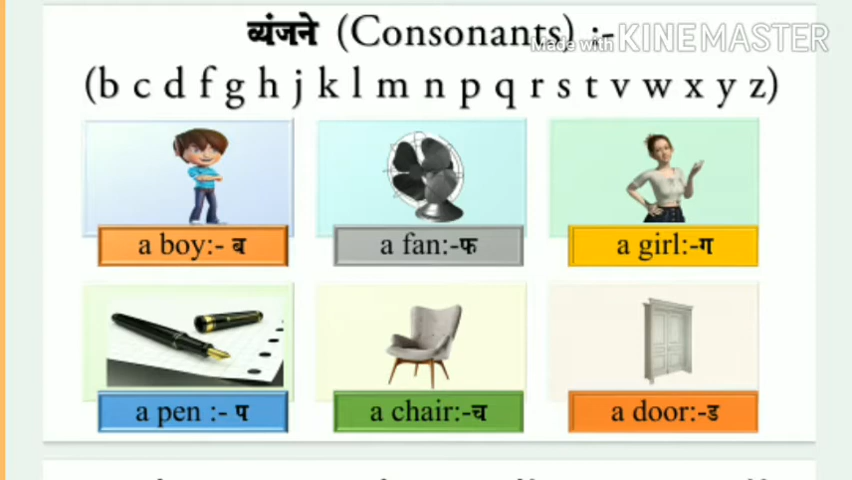 व्यंजने (Consonants) :-
Made with KINEMASTER
(b c d f g h j k l m n p q r s t v w x y z)
a boy:- ब
a fan:-फ
a girl:-ग
a pen :- प
a chair:-च
a door:-ड